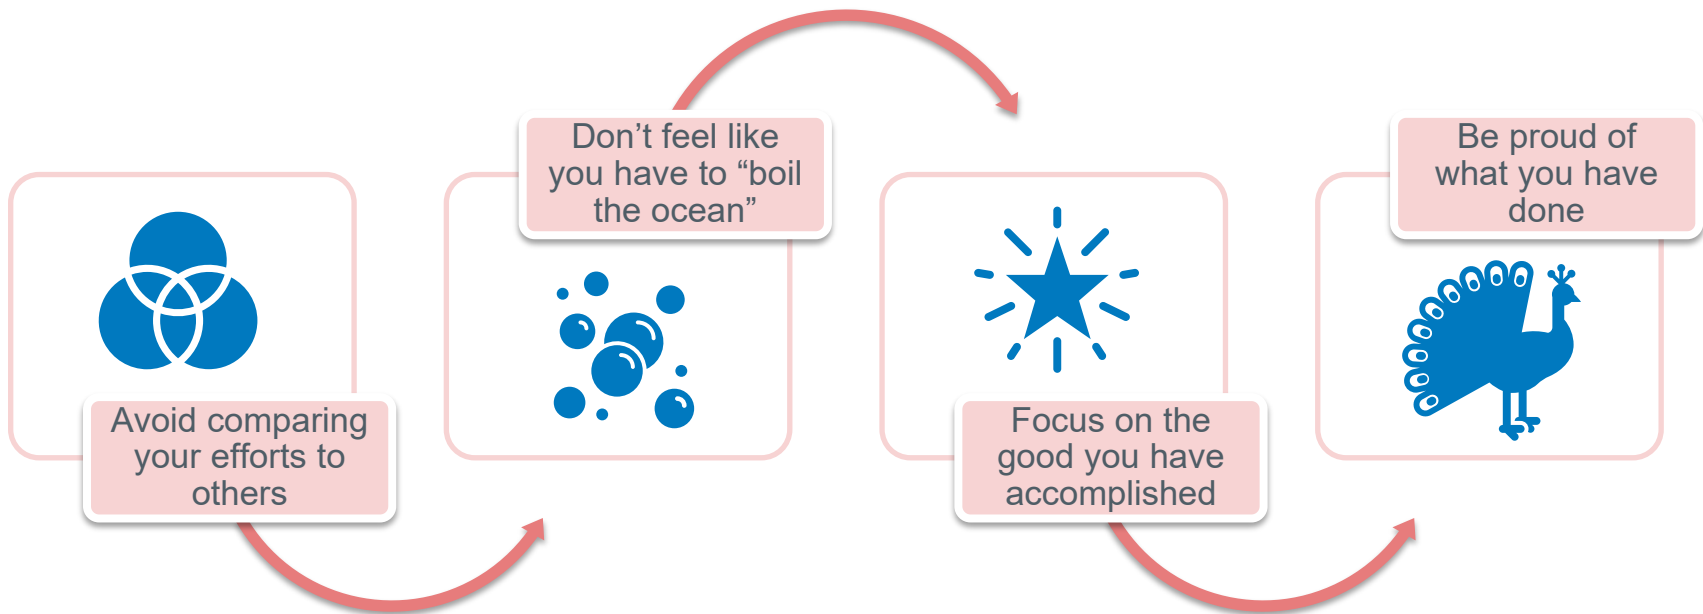 Avoid comparing
your efforts to
others
Don’t feel like
you have to “boil
the ocean”
Focus on the
good you have
accomplished
Be proud of
what you have
done